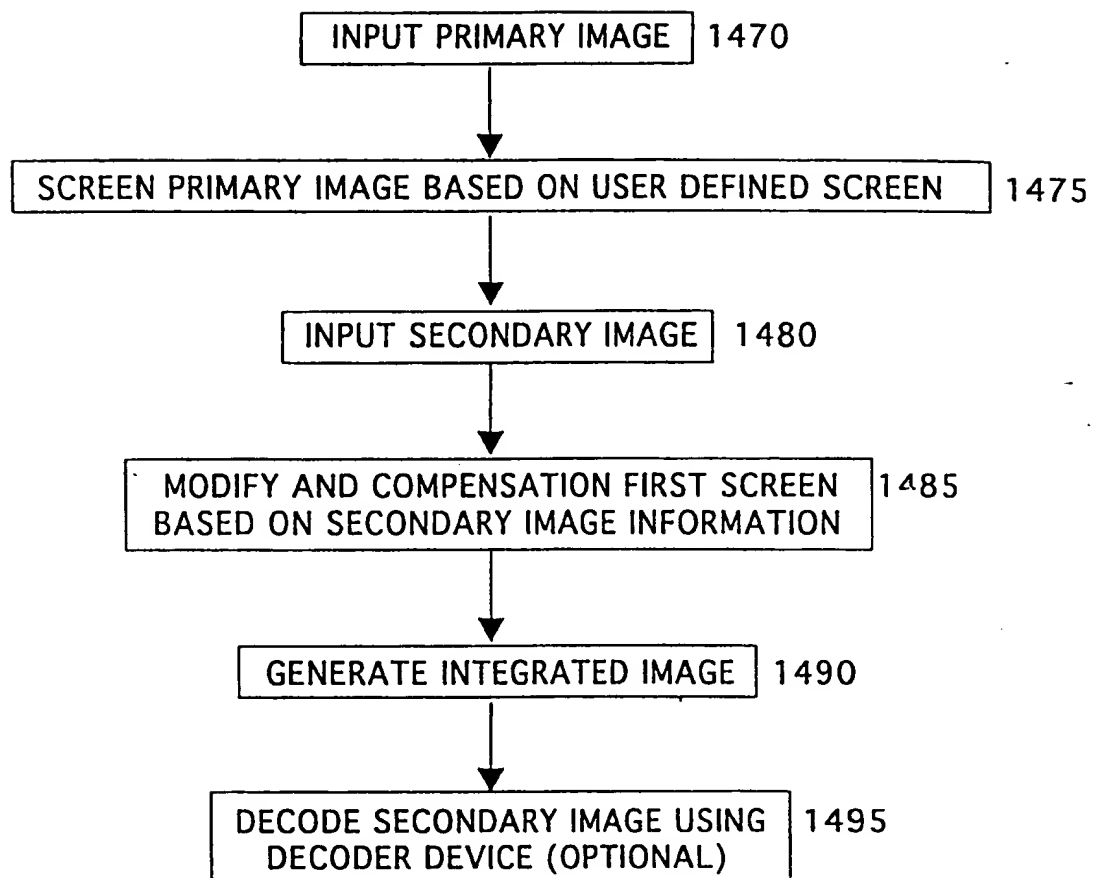 INPUT PRIMARY IMAGE 1470
SCREEN PRIMARY IMAGE BASED ON USER DEFINED SCREEN 1475
INPUT SECONDARY IMAGE 1480
MODIFY AND COMPENSATION FIRST SCREEN 1485
BASED ON SECONDARY IMAGE INFORMATION
GENERATE INTEGRATED IMAGE 1490
DECODE SECONDARY IMAGE USING 1495
DECODER DEVICE (OPTIONAL)